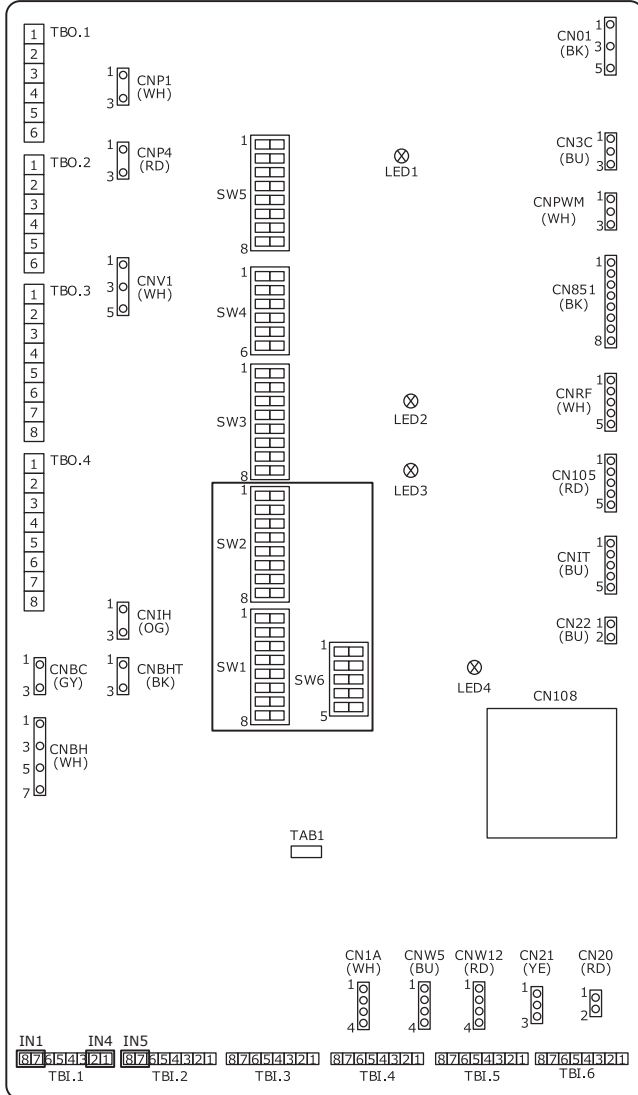 TBO.1
1
2
3
4
5
6
CNP1
(WH)
1
3
CNP4
(RD)
1
3
TBO.2
1
2
3
4
5
6
CNV1
(WH)
1
3
5
TBO.3
1
2
3
4
5
6
7
8
TBO.4
1
2
3
4
5
6
7
8
CNIH
(OG)
1
3
CNBC
(GY)
1
3
CNBHT
(BK)
1
3
CNBH
(WH)
1
3
5
7
SW5
1
8
SW4
1
6
SW3
1
8
SW2
1
8
SW1
1
8
SW6
1
5
LED1
LED2
LED3
LED4
CN01
(BK)
1
3
5
CN3C
(BU)
1
3
CNPWM
(WH)
1
3
CN851
(BK)
1
8
CNRF
(WH)
1
5
CN105
(RD)
1
5
CNIT
(BU)
1
5
CN22
(BU)
1
2
CN108
TAB1
CN1A
(WH)
1
4
CNW5
(BU)
1
4
CNW12
(RD)
1
4
CN21
(YE)
1
3
CN20
(RD)
1
2
IN1
IN4
IN5
8 7 6 5 4 3 2 1
TBI.1
8 7 6 5 4 3 2 1
TBI.2
8 7 6 5 4 3 2 1
TBI.3
8 7 6 5 4 3 2 1
TBI.4
8 7 6 5 4 3 2 1
TBI.5
8 7 6 5 4 3 2 1
TBI.6